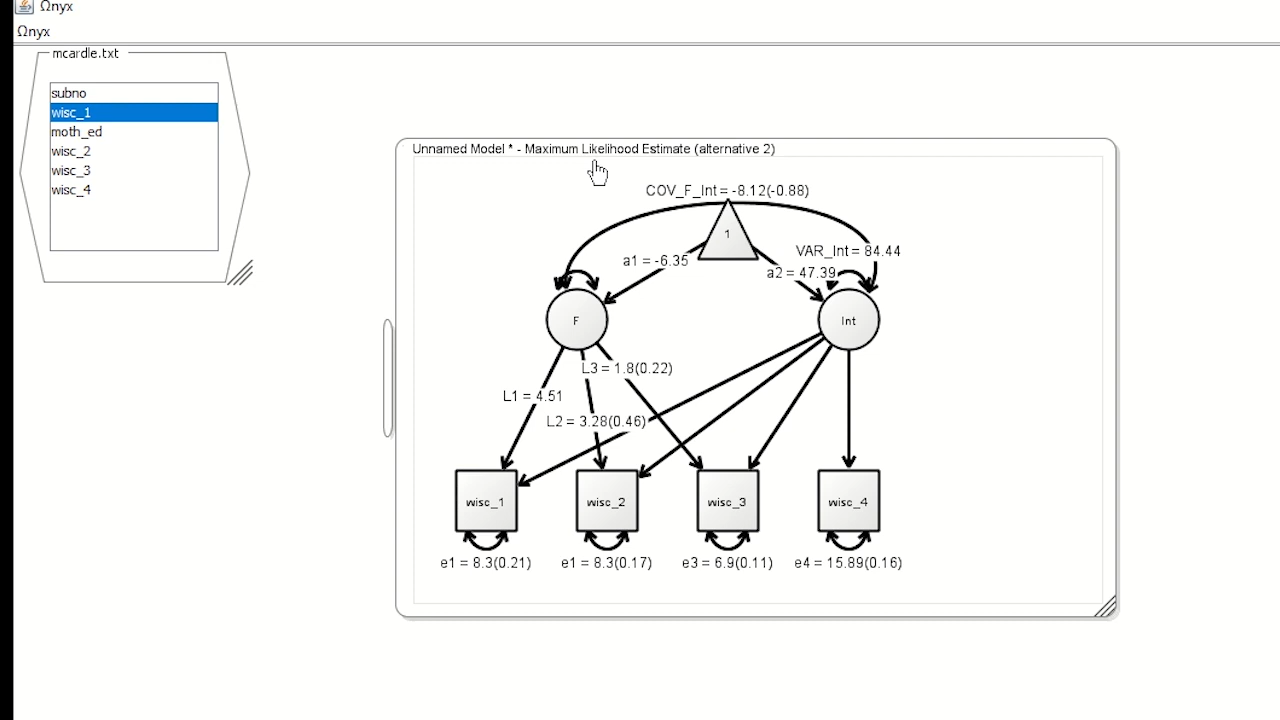 Ωnyx
Ωnyx
mcardle.txt
subno
wisc_1
moth_ed
wisc_2
wisc_3
wisc_4
Unnamed Model * - Maximum Likelihood Estimate (alternative 2)
COV_F_Int = -8.12(-0.88)
1
VAR_Int = 84.44
a1 = -6.35
a2 = 47.39
F
Int
L3 = 1.8(0.22)
L1 = 4.51
L2 = 3.28(0.46)
wisc_1
wisc_2
wisc_3
wisc_4
e1 = 8.3(0.21)
e1 = 8.3(0.17)
e3 = 6.9(0.11)
e4 = 15.89(0.16)